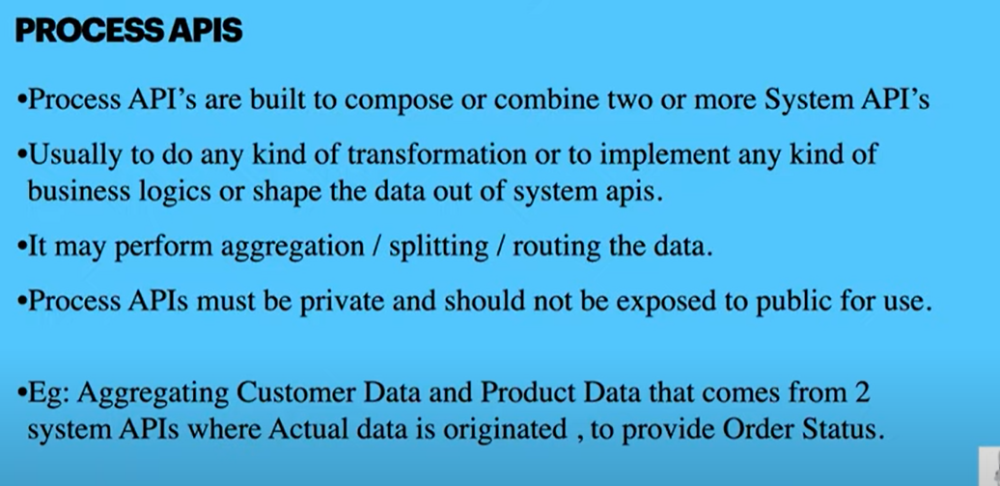 PROCESS APIS
•Process API’s are built to compose or combine two or more System API’s
•Usually to do any kind of transformation or to implement any kind of
business logics or shape the data out of system apis.
•It may perform aggregation / splitting / routing the data.
•Process APIs must be private and should not be exposed to public for use.
•Eg: Aggregating Customer Data and Product Data that comes from 2
system APIs where Actual data is originated , to provide Order Status.